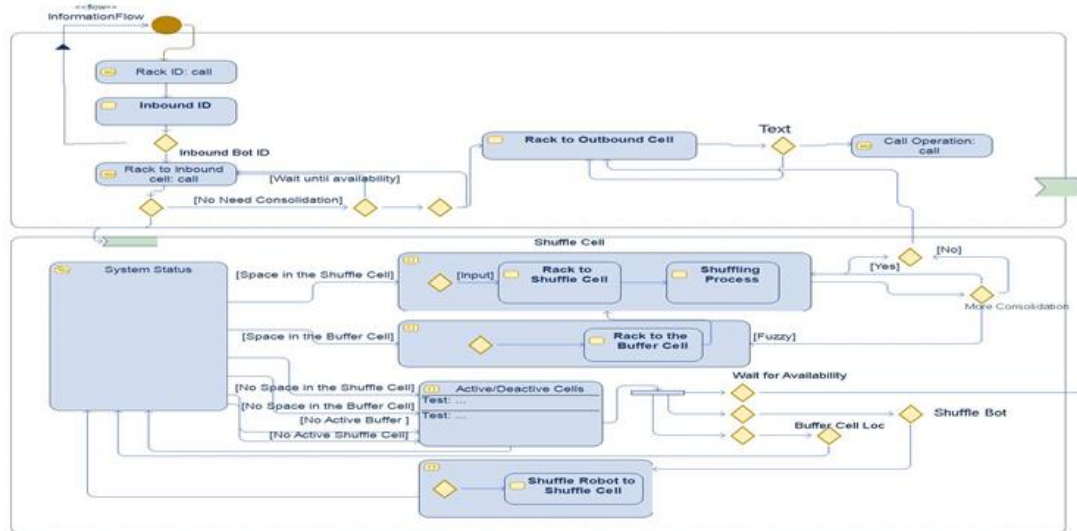 <<flow>>
InformationFlow
Rack ID: call
Inbound ID
Inbound Bot ID
Rack to Inbound
cell: call
[Wait until availability]
[No Need Consolidation]
Rack to Outbound Cell
Text
Call Operation:
call
Shuffle Cell
System Status
[Space in the Shuffle Cell]
[Input]
Rack to
Shuffle Cell
Shuffling
Process
[No]
[Yes]
More Consolidation
[Space in the Buffer Cell]
Rack to the
Buffer Cell
[Fuzzy]
[No Space in the Shuffle Cell]
[No Space in the Buffer Cell]
[No Active Buffer ]
[No Active Shuffle Cell]
Active/Deactive Cells
Test: ...
Test: ...
Wait for Availability
Shuffle Bot
Buffer Cell Loc
Shuffle Robot to
Shuffle Cell